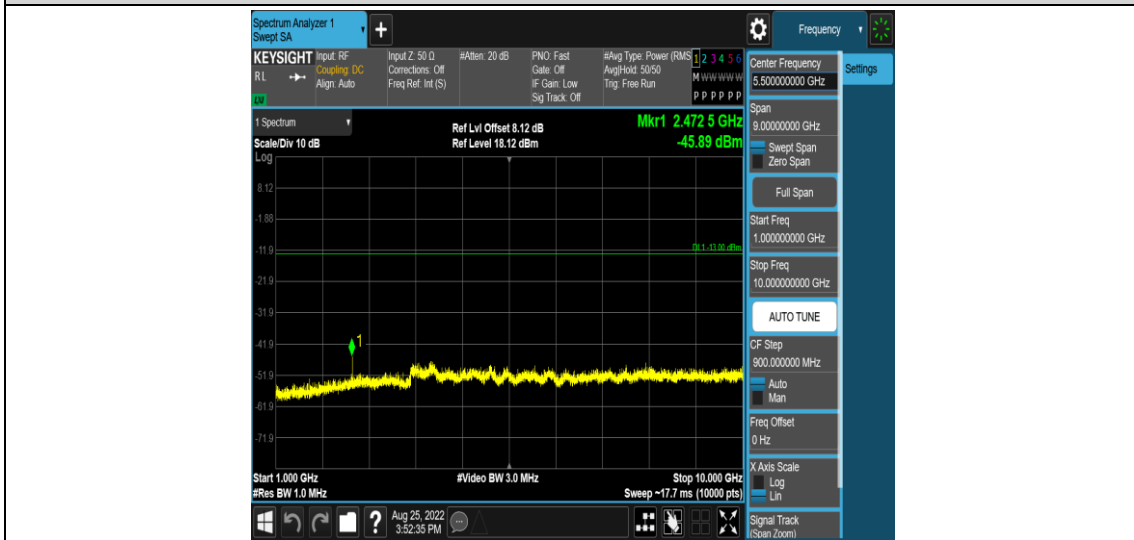 Spectrum Analyzer 1
Swept SA
+
Frequency
KEYSIGHT
RL
LXI
Input: RF
Coupling: DC
Align: Auto
Input Z: 50 Ω
Corrections: Off
Freq Ref: Int (S)
#Atten: 20 dB
PNO: Fast
Gate: Off
IF Gain: Low
Sig Track: Off
#Avg Type: Power (RMS
Avg|Hold: 50/50
Trig: Free Run
1 2 3 4 5 6
M W W W W W
P P P P P P
1 Spectrum
Scale/Div 10 dB
Log
Ref Lvl Offset 8.12 dB
Ref Level 18.12 dBm
Mkr1 2.472 5 GHz
-45.89 dBm
8.12
-1.88
-11.9
-21.9
-31.9
-41.9
-51.9
-61.9
-71.9
DL1 -13.00 dBm
1
Start 1.000 GHz
#Res BW 1.0 MHz
#Video BW 3.0 MHz
Stop 10.000 GHz
Sweep ~17.7 ms (10000 pts)
Center Frequency
5.500000000 GHz
Settings
Span
9.00000000 GHz
Swept Span
Zero Span
Full Span
Start Freq
1.000000000 GHz
Stop Freq
10.000000000 GHz
AUTO TUNE
CF Step
900.000000 MHz
Auto
Man
Freq Offset
0 Hz
X Axis Scale
Log
Lin
Signal Track
(Span Zoom)
?
Aug 25, 2022
3:52:35 PM